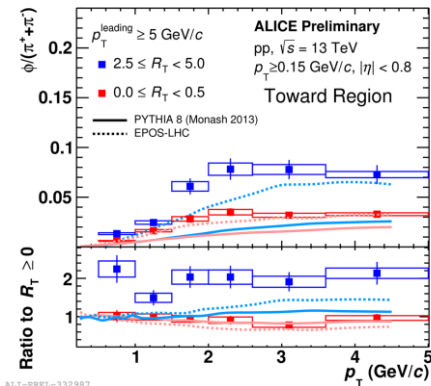 p_T^leading ≥ 5 GeV/c
2.5 ≤ R_T < 5.0
0.0 ≤ R_T < 0.5
PYTHIA 8 (Monash 2013)
EPOS-LHC
ALICE Preliminary
pp, √s = 13 TeV
p_T≥0.15 GeV/c, |η| < 0.8
Toward Region
ϕ/(π⁺+π⁻)
0.2
0.15
0.1
0.05
Ratio to R_T ≥ 0
2
1
0 1 2 3 4 5
p_T (GeV/c)